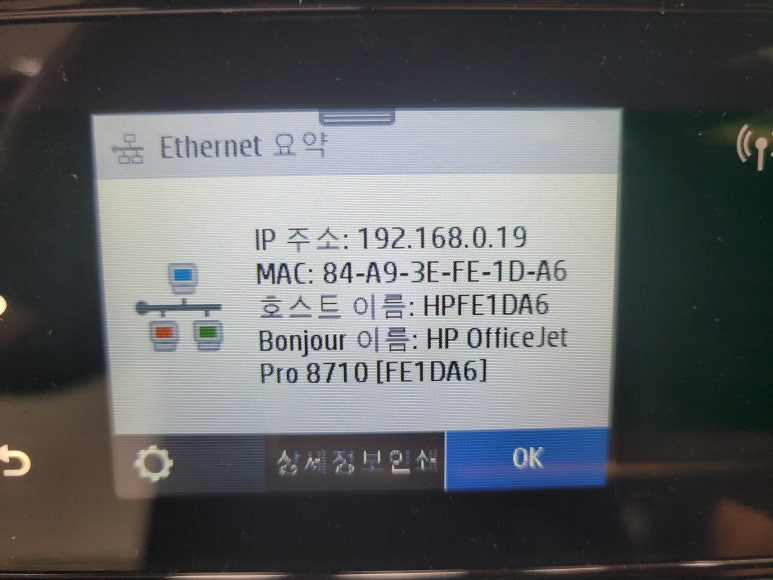 Ethernet 요약
IP 주소: 192.168.0.19
MAC: 84-A9-3E-FE-1D-A6
호스트 이름: HPFE1DA6
Bonjour 이름: HP OfficeJet
Pro 8710 [FE1DA6]
상세정보인쇄
OK